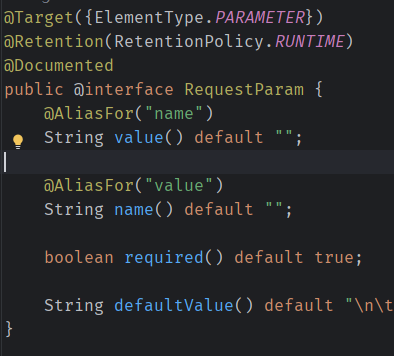 @Target({ElementType.PARAMETER})
@Retention(RetentionPolicy.RUNTIME)
@Documented
public @interface RequestParam {
    @AliasFor("name")
    String value() default "";
    @AliasFor("value")
    String name() default "";
    boolean required() default true;
    String defaultValue() default "\n\t
}